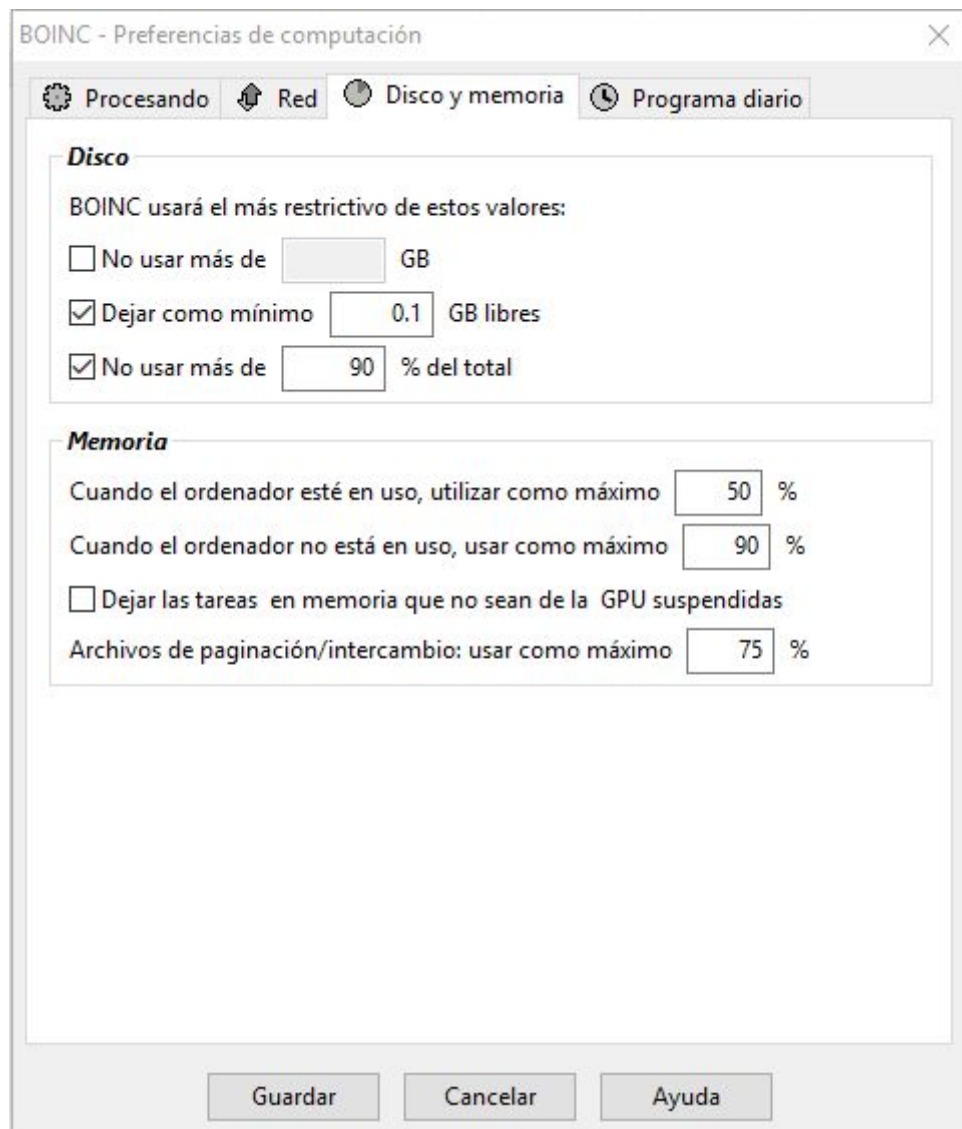 BOINC - Preferencias de computación
Procesando Red Disco y memoria Programa diario
Disco
BOINC usará el más restrictivo de estos valores:
No usar más de GB
Dejar como mínimo 0.1 GB libres
No usar más de 90 % del total
Memoria
Cuando el ordenador esté en uso, utilizar como máximo 50 %
Cuando el ordenador no está en uso, usar como máximo 90 %
Dejar las tareas  en memoria que no sean de la  GPU suspendidas
Archivos de paginación/intercambio: usar como máximo 75 %
Guardar Cancelar Ayuda